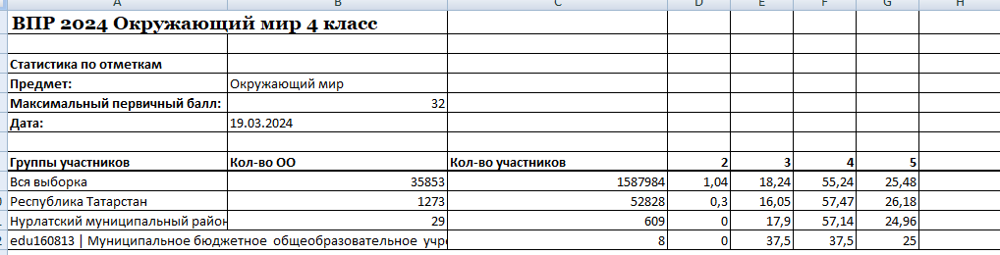 A B C D E F G H
ВПР 2024 Окружающий мир 4 класс
Статистика по отметкам
Предмет: Окружающий мир
Максимальный первичный балл: 32
Дата: 19.03.2024
Группы участников Кол-во ОО Кол-во участников 2 3 4 5
Вся выборка 35853 1587984 1,04 18,24 55,24 25,48
Республика Татарстан 1273 52828 0,3 16,05 57,47 26,18
Нурлатский муниципальный район 29 609 0 17,9 57,14 24,96
edu160813 | Муниципальное бюджетное общеобразовательное учре 8 0 37,5 37,5 25